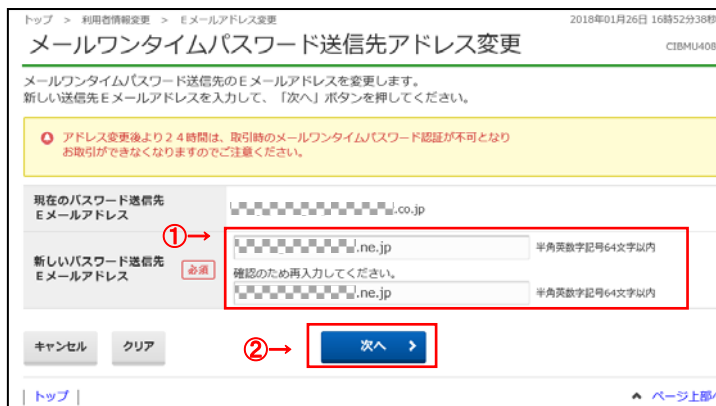 トップ > 利用者情報変更 > Eメールアドレス変更
2018年01月26日 16時52分38秒
メールワンタイムパスワード送信先アドレス変更
CIBMU408
メールワンタイムパスワード送信先のEメールアドレスを変更します。
新しい送信先Eメールアドレスを入力して、「次へ」ボタンを押してください。
アドレス変更後より24時間は、取引時のメールワンタイムパスワード認証が不可となり
お取引ができなくなりますのでご注意ください。
現在のパスワード送信先
Eメールアドレス
.co.jp
①→
新しいパスワード送信先
Eメールアドレス
必須
.ne.jp
半角英数字記号64文字以内
確認のため再入力してください。
.ne.jp
半角英数字記号64文字以内
キャンセル
クリア
②→
次へ
| トップ |
ページ上部へ